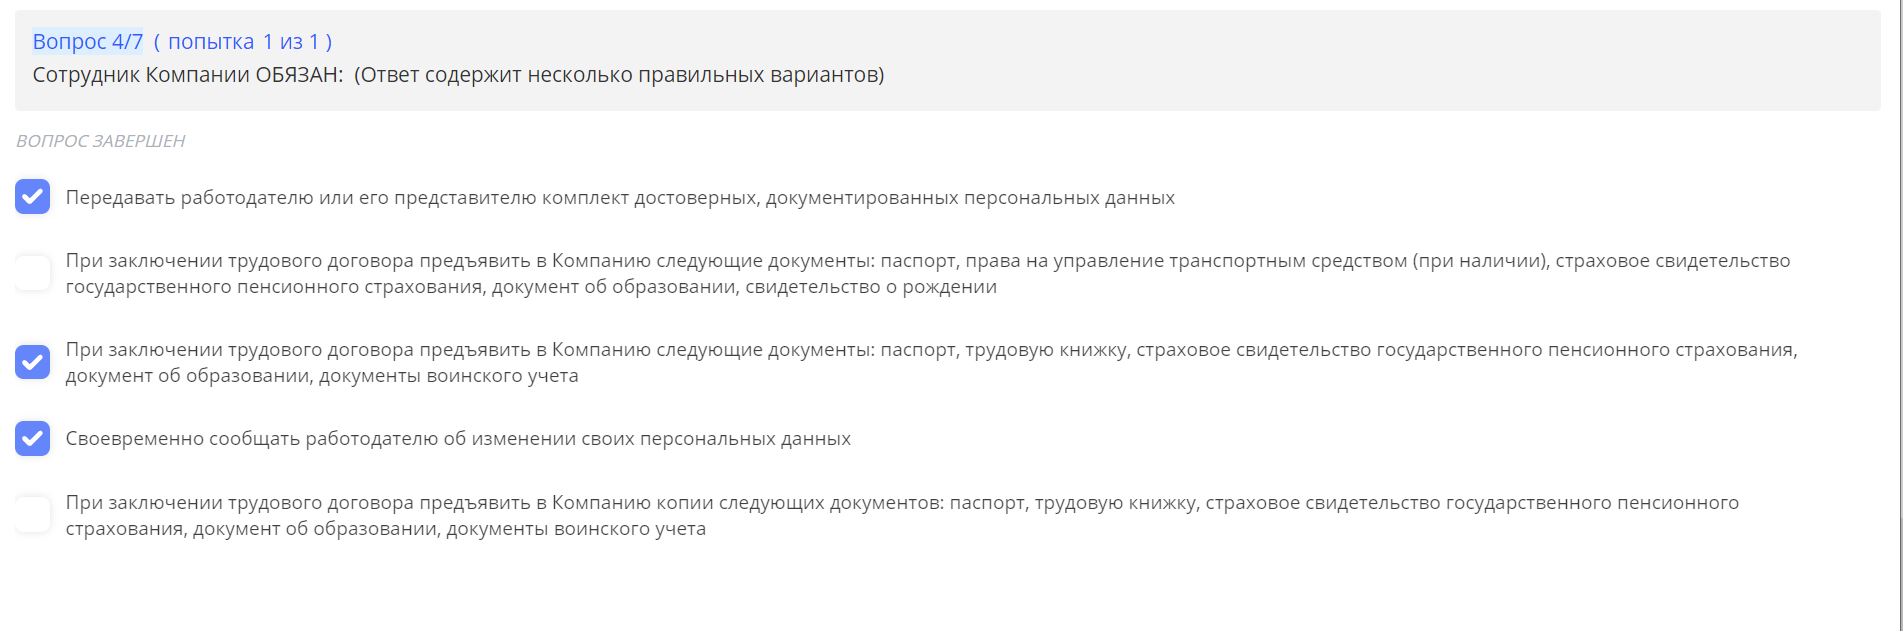 Вопрос 4/7 ( попытка 1 из 1 )
Сотрудник Компании ОБЯЗАН: (Ответ содержит несколько правильных вариантов)
ВОПРОС ЗАВЕРШЕН
Передавать работодателю или его представителю комплект достоверных, документированных персональных данных
При заключении трудового договора предъявить в Компанию следующие документы: паспорт, права на управление транспортным средством (при наличии), страховое свидетельство
государственного пенсионного страхования, документ об образовании, свидетельство о рождении
При заключении трудового договора предъявить в Компанию следующие документы: паспорт, трудовую книжку, страховое свидетельство государственного пенсионного страхования,
документ об образовании, документы воинского учета
Своевременно сообщать работодателю об изменении своих персональных данных
При заключении трудового договора предъявить в Компанию копии следующих документов: паспорт, трудовую книжку, страховое свидетельство государственного пенсионного
страхования, документ об образовании, документы воинского учета